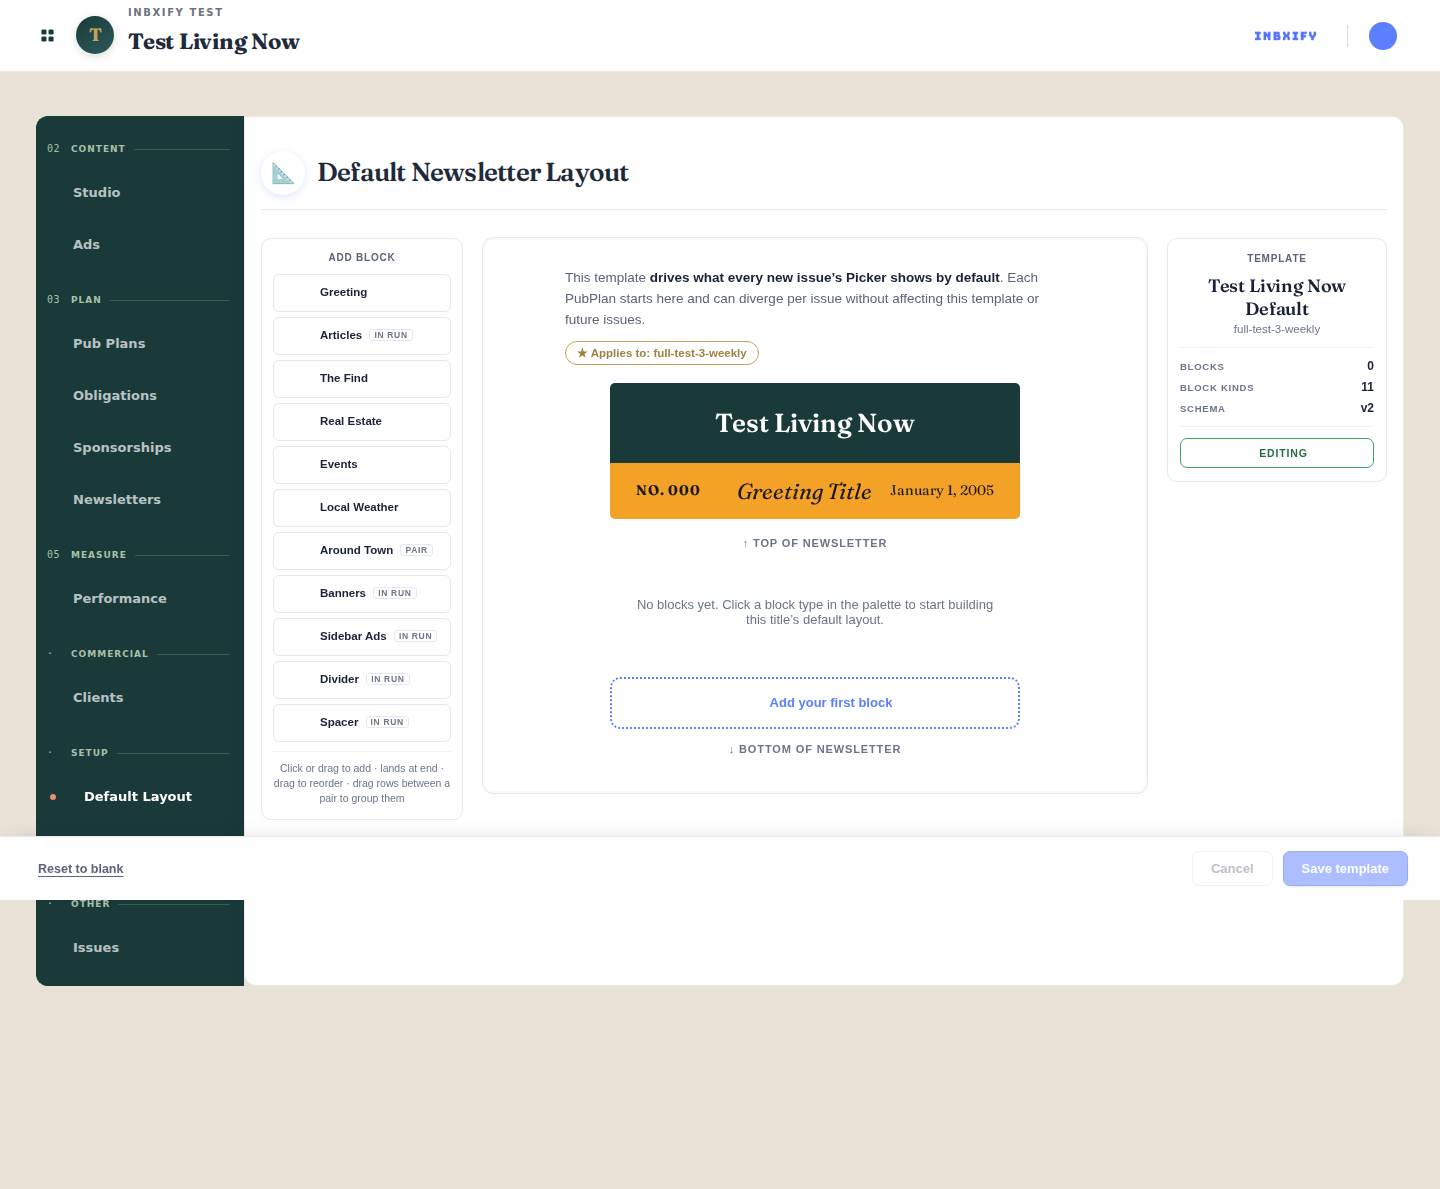 INBXIFY TEST
T
Test Living Now
INBXIFY
02 CONTENT
Studio
Ads
03 PLAN
Pub Plans
Obligations
Sponsorships
Newsletters
05 MEASURE
Performance
· COMMERCIAL
Clients
· SETUP
Default Layout
Default Newsletter Layout
ADD BLOCK
Greeting
Articles IN RUN
The Find
Real Estate
Events
Local Weather
Around Town PAIR
Banners IN RUN
Sidebar Ads IN RUN
Divider IN RUN
Spacer IN RUN
Click or drag to add · lands at end ·
drag to reorder · drag rows between a
pair to group them
This template drives what every new issue’s Picker shows by default. Each
PubPlan starts here and can diverge per issue without affecting this template or
future issues.
★ Applies to: full-test-3-weekly
Test Living Now
NO. 000 Greeting Title January 1, 2005
↑ TOP OF NEWSLETTER
No blocks yet. Click a block type in the palette to start building
this title’s default layout.
Add your first block
↓ BOTTOM OF NEWSLETTER
TEMPLATE
Test Living Now
Default
full-test-3-weekly
BLOCKS 0
BLOCK KINDS 11
SCHEMA v2
EDITING
Reset to blank
Cancel
Save template
· OTHER
Issues